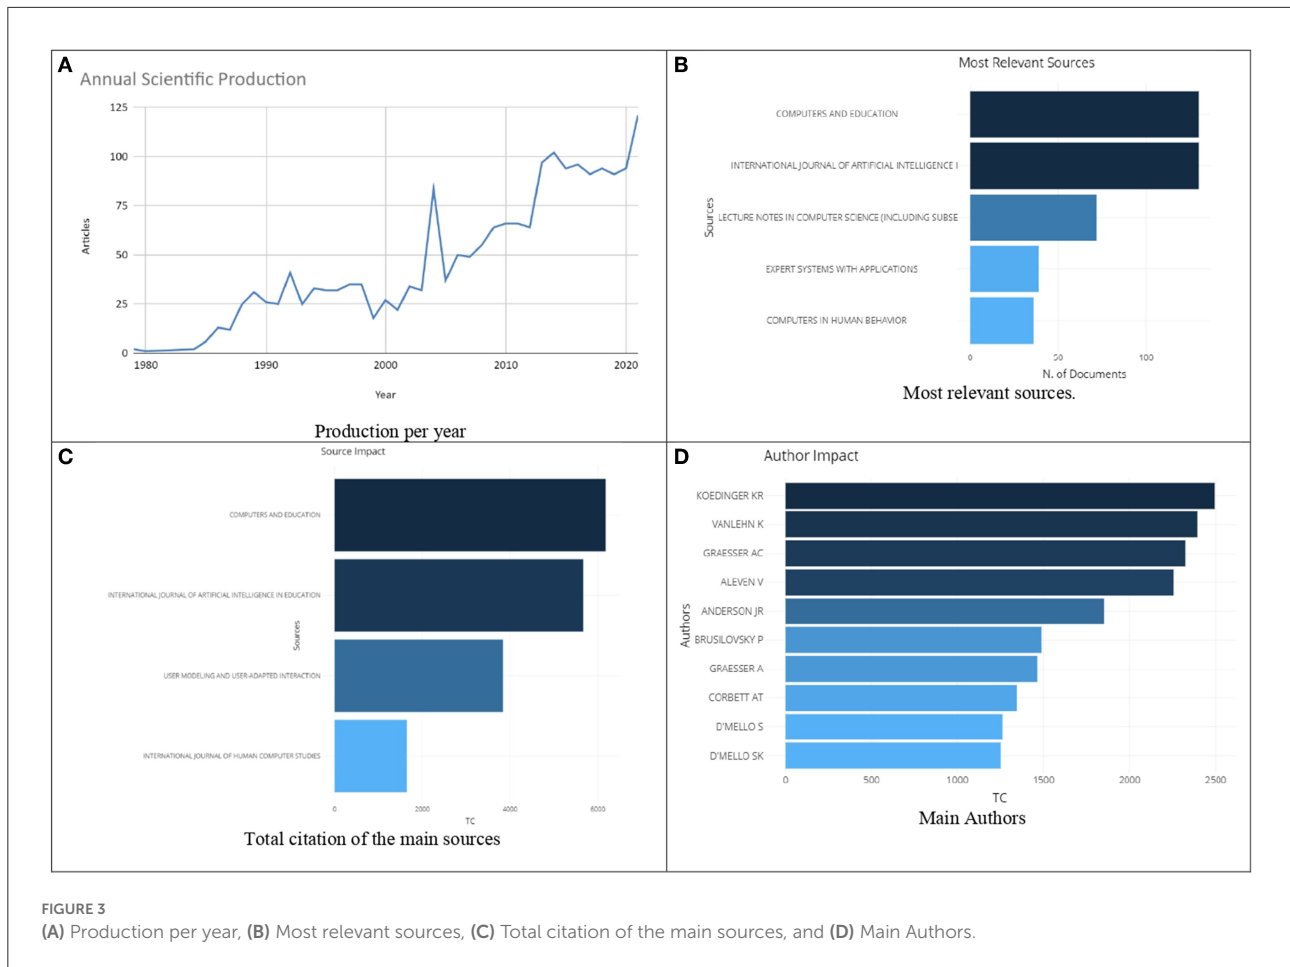 A
Annual Scientific Production
125
100
75
50
25
0
Articles
1980
1990
2000
2010
2020
Year
Production per year
B
Most Relevant Sources
COMPUTERS AND EDUCATION
INTERNATIONAL JOURNAL OF ARTIFICIAL INTELLIGENCE I
LECTURE NOTES IN COMPUTER SCIENCE (INCLUDING SUBSE
EXPERT SYSTEMS WITH APPLICATIONS
COMPUTERS IN HUMAN BEHAVIOR
Sources
0
50
100
N. of Documents
Most relevant sources.
C
Source Impact
COMPUTERS AND EDUCATION
INTERNATIONAL JOURNAL OF ARTIFICIAL INTELLIGENCE IN EDUCATION
USER MODELING AND USER-ADAPTED INTERACTION
INTERNATIONAL JOURNAL OF HUMAN COMPUTER STUDIES
Sources
0
2000
4000
6000
TC
Total citation of the main sources
D
Author Impact
KOEDINGER KR
VANLEHN K
GRAESSER AC
ALEVEN V
ANDERSON JR
BRUSILOVSKY P
GRAESSER A
CORBETT AT
D'MELLO S
D'MELLO SK
Authors
0
500
1000
1500
2000
2500
TC
Main Authors
FIGURE 3
(A) Production per year, (B) Most relevant sources, (C) Total citation of the main sources, and (D) Main Authors.